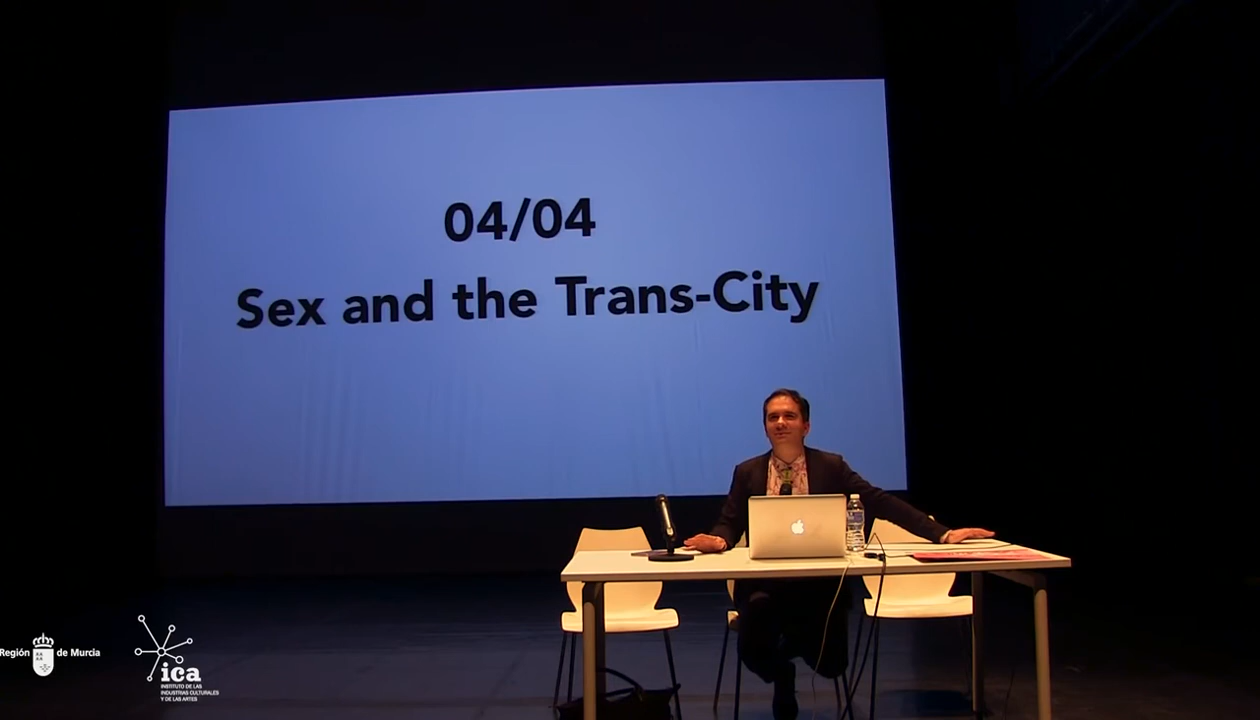 04/04
Sex and the Trans-City
Región de Murcia
ica
INSTITUTO DE LAS
INDUSTRIAS CULTURALES
Y DE LAS ARTES